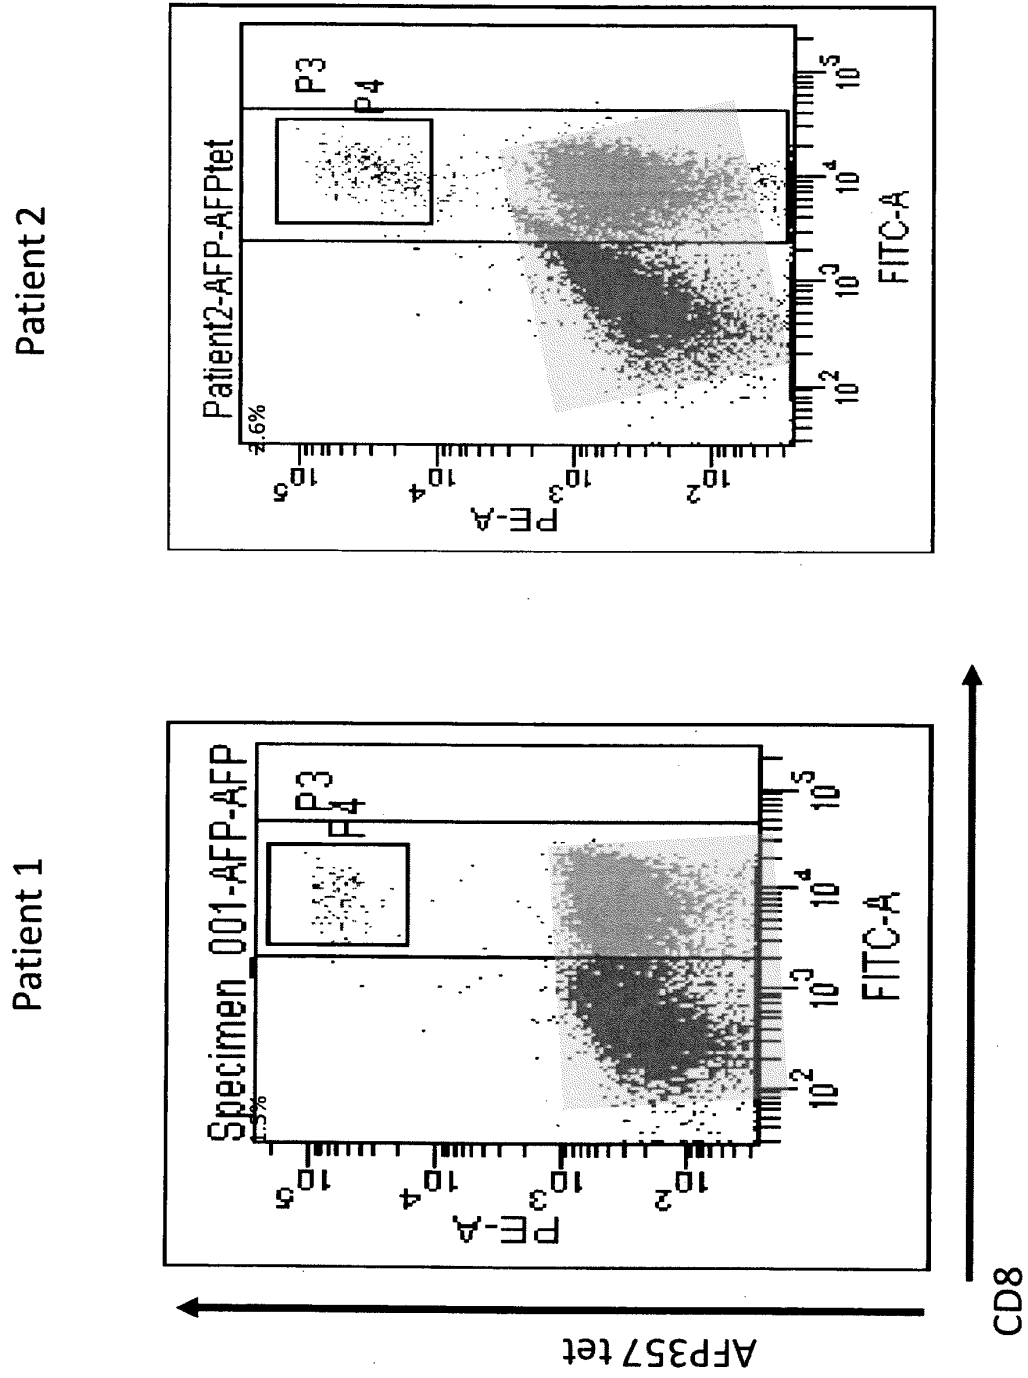 Patient 1
Specimen_001-AFP-AFP
P3
P4
PE-A
10^5
10^4
10^3
10^2
10^2
10^3
10^4
10^5
FITC-A
Patient 2
Patient2-AFP-AFPtet
2.6%
P3
P4
PE-A
10^5
10^4
10^3
10^2
10^2
10^3
10^4
10^5
FITC-A
AFP357 tet
CD8